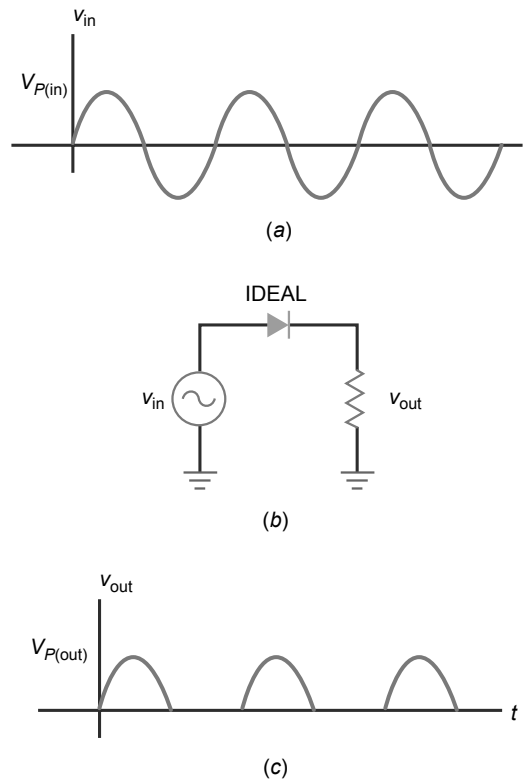 v_in
V_P(in)
(a)
IDEAL
v_in
v_out
(b)
v_out
V_P(out)
t
(c)